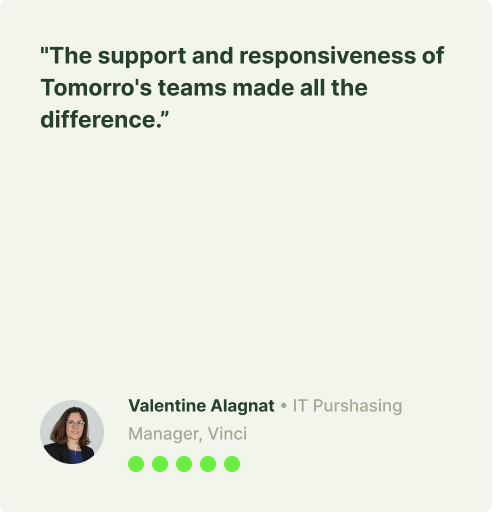 "The support and responsiveness of
Tomorro's teams made all the
difference.”
Valentine Alagnat • IT Purshasing
Manager, Vinci